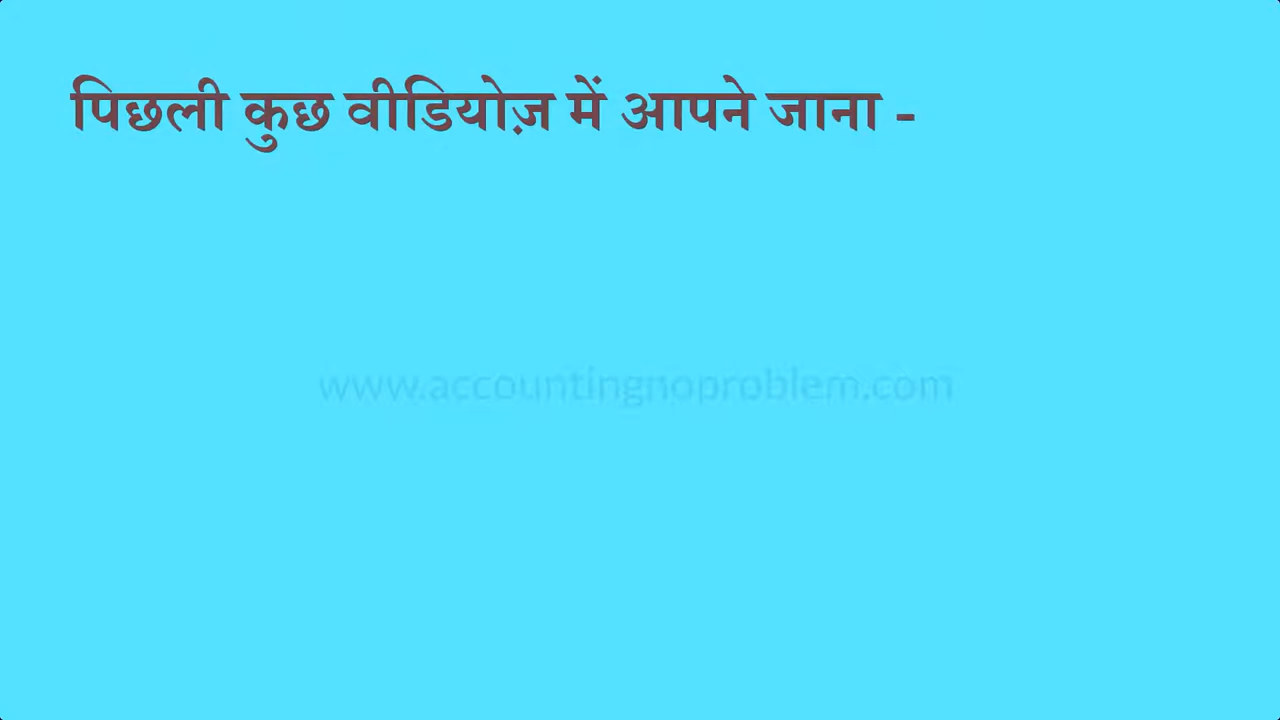 पिछली कुछ वीडियोज़ में आपने जाना -
www.accountingnoproblem.com